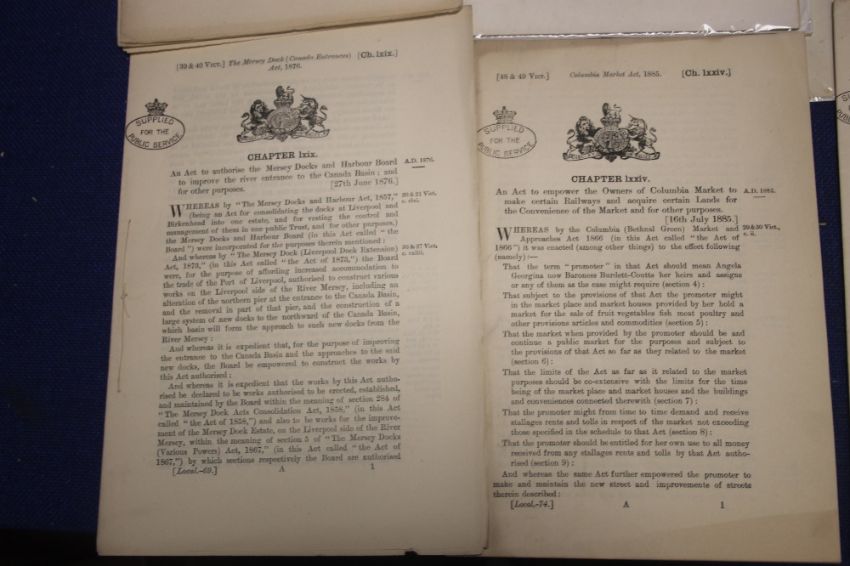 [39 & 40 VICT.] The Mersey Dock (Canada Entrances) [Ch. lxix.]
Act, 1876.
SUPPLIED
FOR THE
PUBLIC SERVICE
CHAPTER lxix.
An Act to authorise the Mersey Docks and Harbour Board A.D. 1876.
to improve the river entrance to the Canada Basin; and
for other purposes. [27th June 1876.]
WHEREAS by "The Mersey Docks and Harbour Act, 1857," 20 & 21 Vict.
(being an Act for consolidating the docks at Liverpool and
Birkenhead into one estate, and for vesting the control and
management of them in one public Trust, and for other purposes,)
the Mersey Docks and Harbour Board (in this Act called "the
Board") were incorporated for the purposes therein mentioned:
And whereas by "The Mersey Dock (Liverpool Dock Extension) 36 & 37 Vict.
Act, 1873," (in this Act called "the Act of 1873,") the Board
were, for the purpose of affording increased accommodation to
the trade of the Port of Liverpool, authorised to construct various
works on the Liverpool side of the River Mersey, including an
alteration of the northern pier at the entrance to the Canada Basin,
and the removal in part of that pier, and the construction of a
large system of new docks to the northward of the Canada Basin,
which basin will form the approach to such new docks from the
River Mersey:
And whereas it is expedient that, for the purpose of improving
the entrance to the Canada Basin and the approaches to the said
new docks, the Board be empowered to construct the works by
this Act authorised:
And whereas it is expedient that the works by this Act autho-
rised be declared to be works authorised to be erected, established,
and maintained by the Board within the meaning of section 284 of
"The Mersey Dock Acts Consolidation Act, 1858," (in this Act
called "the Act of 1858,") and also to be works for the improve-
ment of the Mersey Dock Estate, on the Liverpool side of the River
Mersey, within the meaning of section 5 of "The Mersey Docks
(Various Powers) Act, 1867," (in this Act called "the Act of
1867,") by which sections respectively the Board are authorised
[Local.-69.] A 1
[48 & 49 VICT.] Columbia Market Act, 1885. [Ch. lxxiv.]
SUPPLIED
FOR THE
PUBLIC SERVICE
CHAPTER lxxiv.
An Act to empower the Owners of Columbia Market to A.D. 1885.
make certain Railways and acquire certain Lands for
the Convenience of the Market and for other purposes.
[16th July 1885.]
WHEREAS by the Columbia (Bethnal Green) Market and 29 & 30 Vict.,
Approaches Act 1866 (in this Act called "the Act of c. ii.
1866") it was enacted (among other things) to the effect following
(namely):—
That the term "promoter" in that Act should mean Angela
Georgina now Baroness Burdett-Coutts her heirs and assigns
or any of them as the case might require (section 4):
That subject to the provisions of that Act the promoter might
in the market place and market houses provided by her hold a
market for the sale of fruit vegetables fish meat poultry and
other provisions articles and commodities (section 5):
That the market when provided by the promoter should be and
continue a public market for the purposes and subject to
the provisions of that Act so far as they related to the market
(section 6):
That the limits of the Act as far as it related to the market
purposes should be co-extensive with the limits for the time
being of the market place and market houses and the buildings
and conveniences connected therewith (section 7):
That the promoter might from time to time demand and receive
stallages rents and tolls in respect of the market not exceeding
those specified in the schedule to that Act (section 8):
That the promoter should be entitled for her own use to all money
received from any stallages rents and tolls by that Act autho-
rised (section 9):
And whereas the same Act further empowered the promoter to
make and maintain the new street and improvements of streets
therein described:
[Local.-74.] A 1